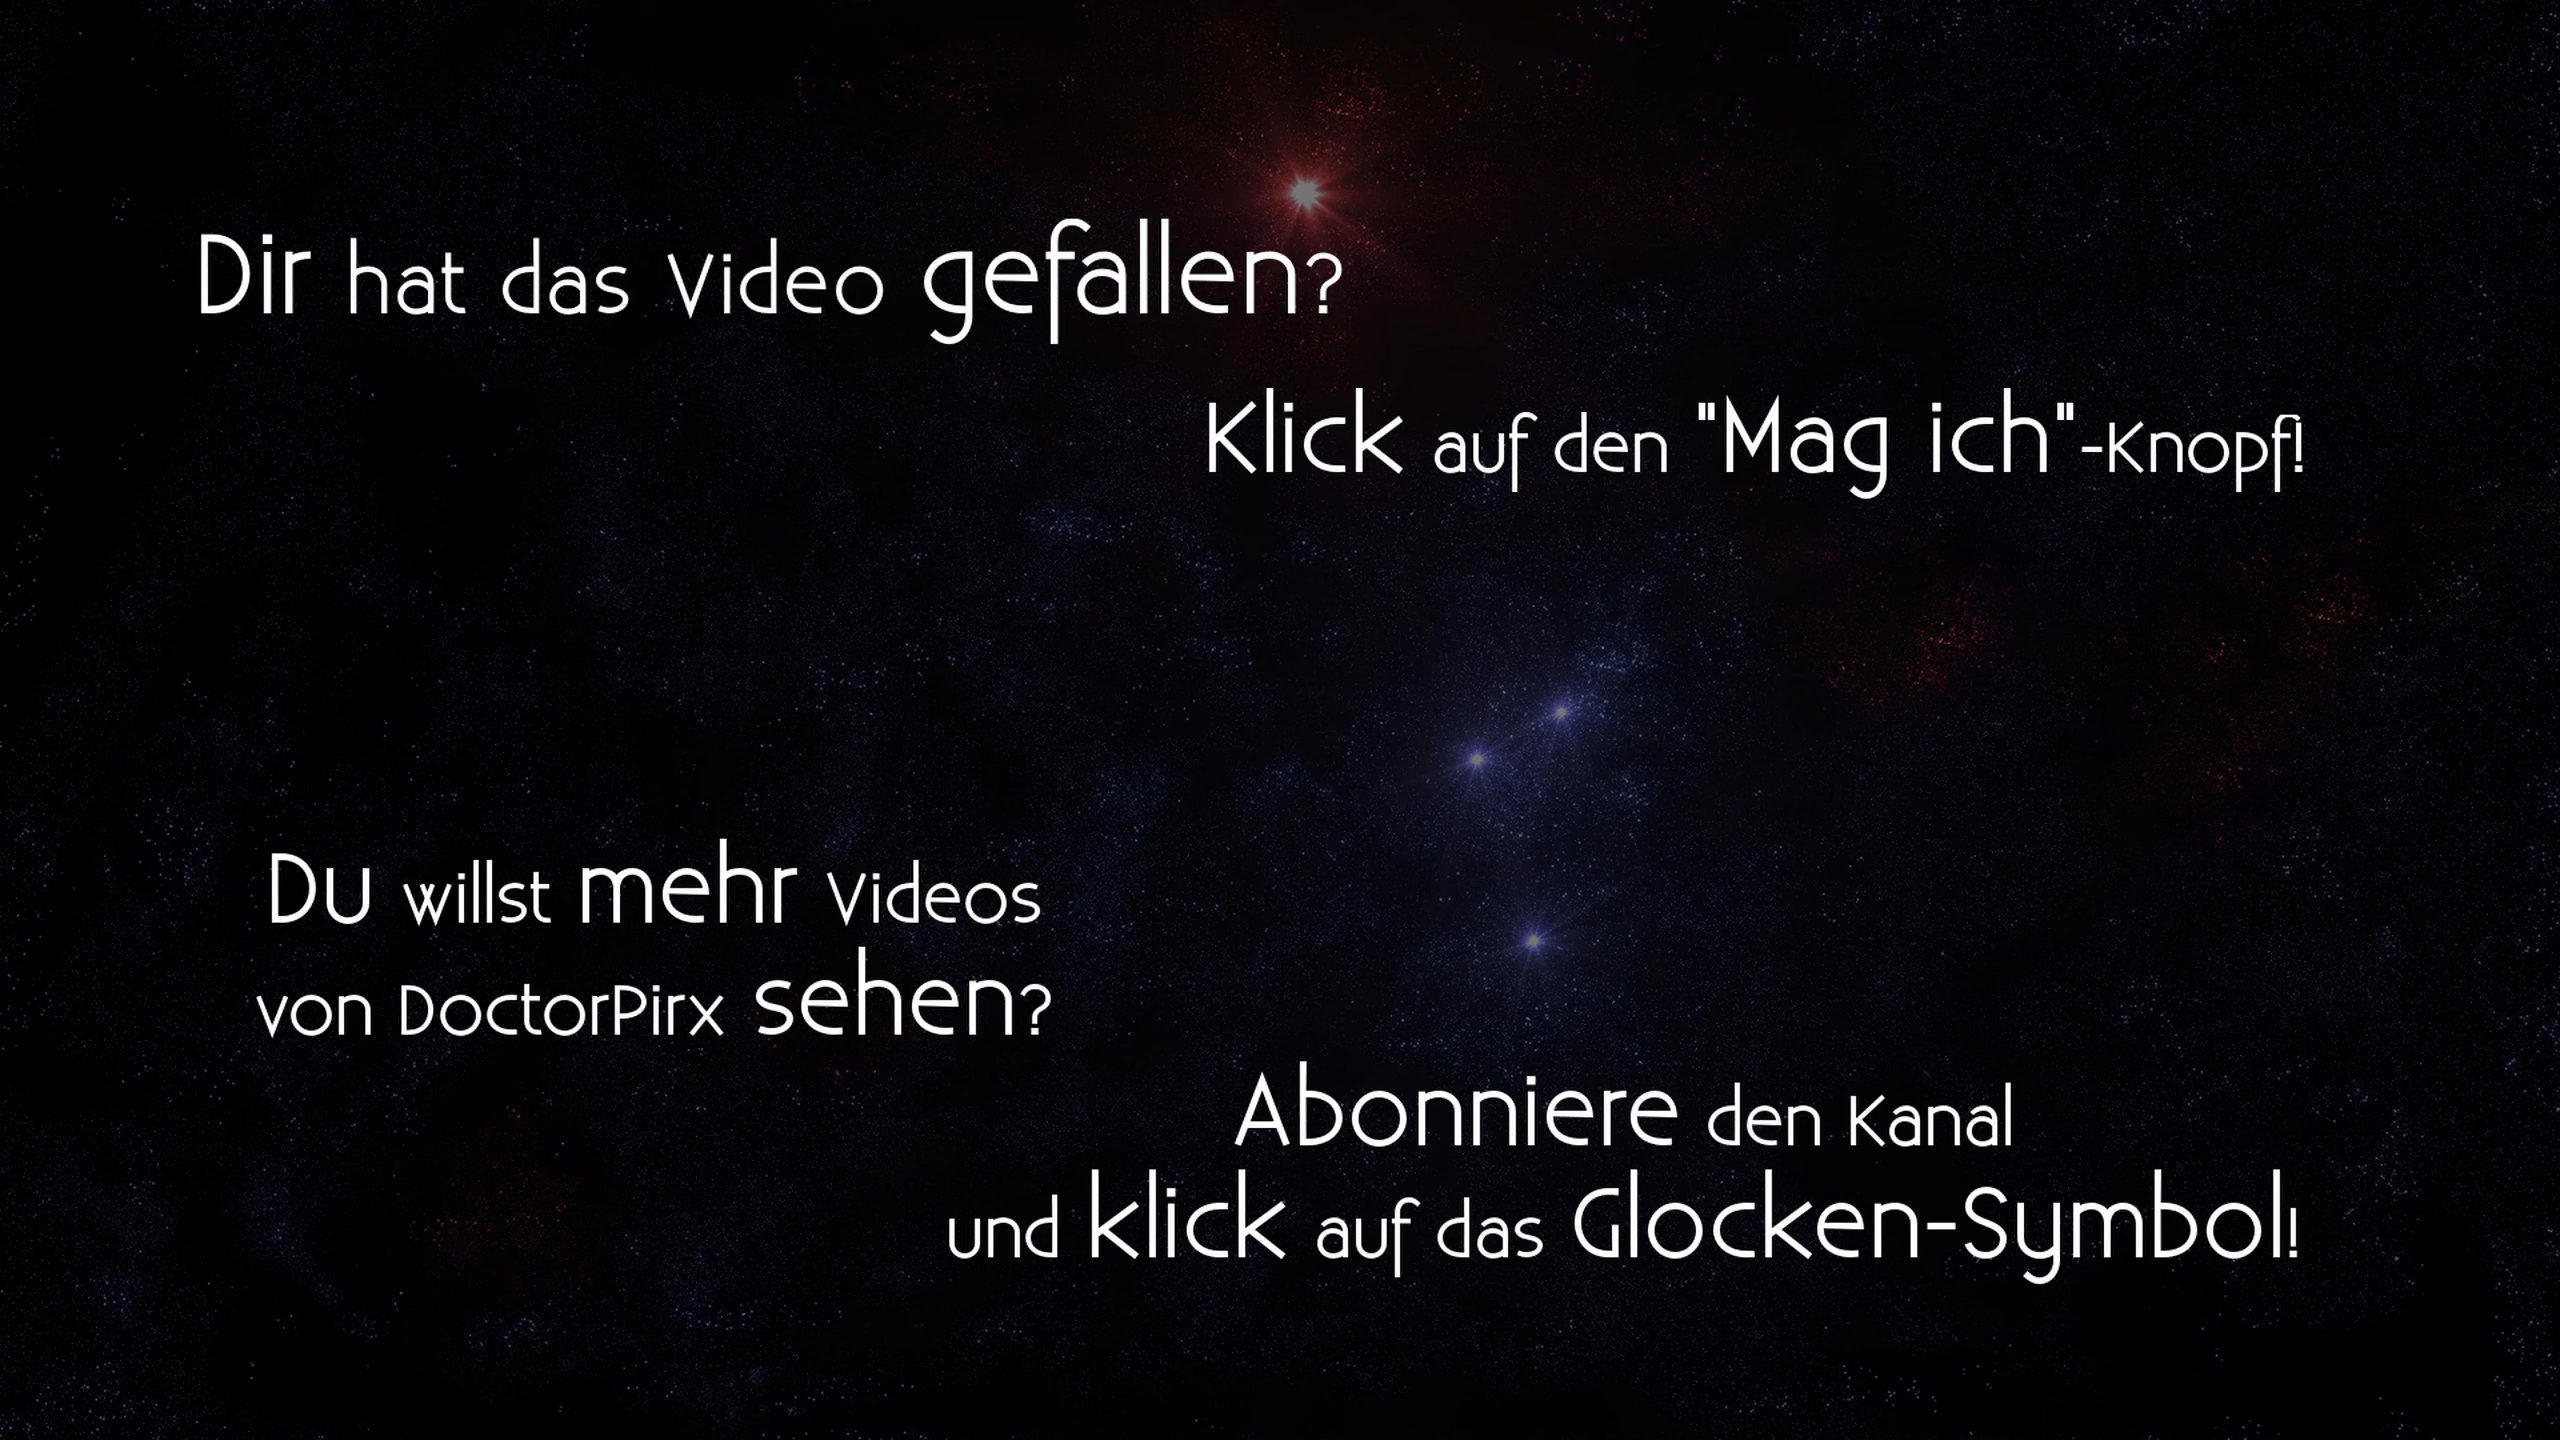 Dir hat das Video gefallen?
Klick auf den "Mag ich"-Knopf!
Du willst mehr Videos
von DoctorPirx sehen?
Abonniere den Kanal
und klick auf das Glocken-Symbol!